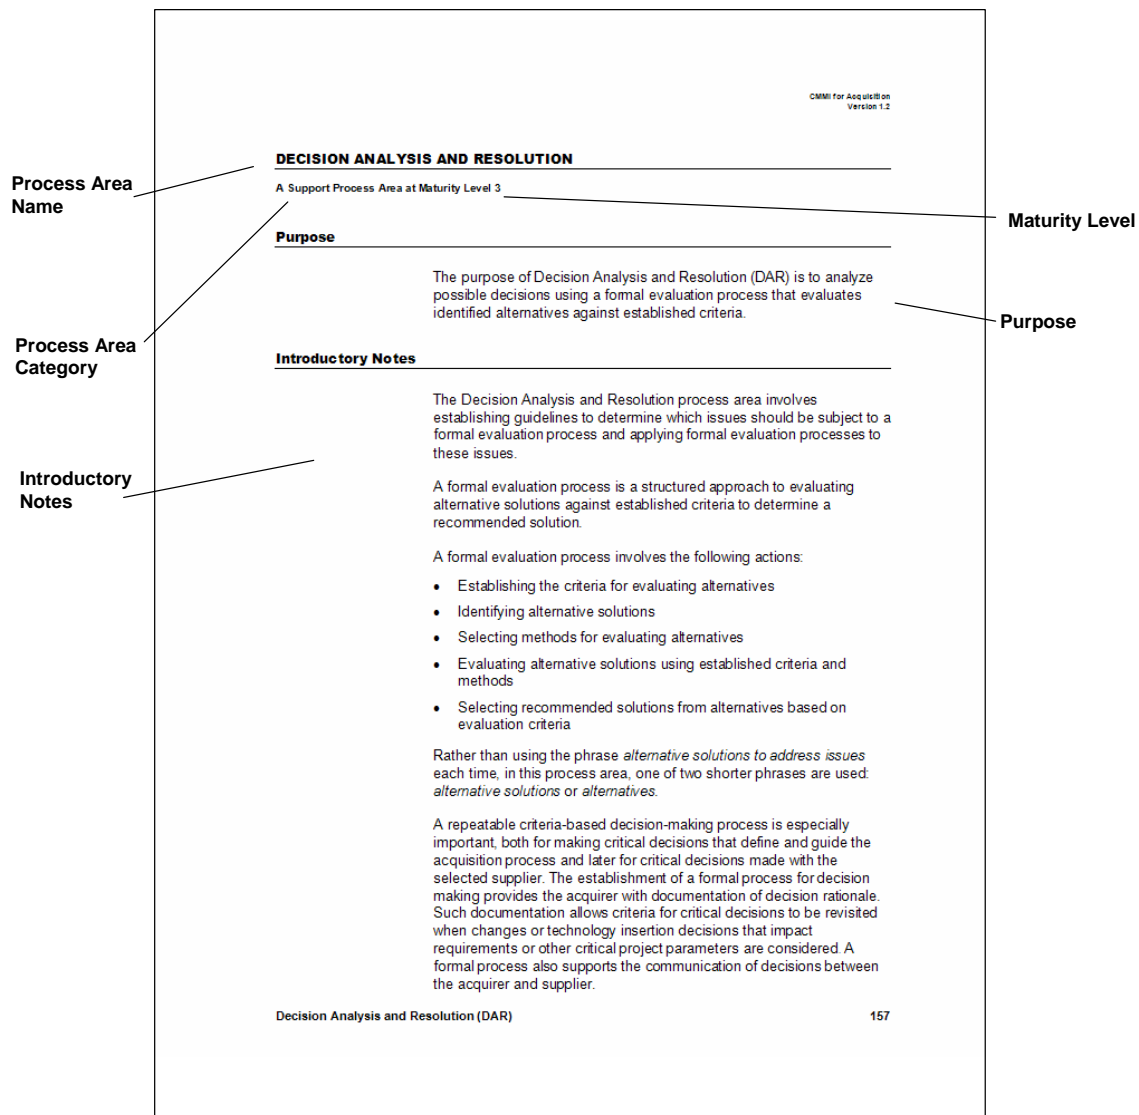 CMMI for Acquisition
Version 1.2
DECISION ANALYSIS AND RESOLUTION
Process Area
Name
A Support Process Area at Maturity Level 3
Maturity Level
Purpose
The purpose of Decision Analysis and Resolution (DAR) is to analyze
possible decisions using a formal evaluation process that evaluates
identified alternatives against established criteria.
Purpose
Process Area
Category
Introductory Notes
The Decision Analysis and Resolution process area involves
establishing guidelines to determine which issues should be subject to a
formal evaluation process and applying formal evaluation processes to
these issues.
Introductory
Notes
A formal evaluation process is a structured approach to evaluating
alternative solutions against established criteria to determine a
recommended solution.
A formal evaluation process involves the following actions:
• Establishing the criteria for evaluating alternatives
• Identifying alternative solutions
• Selecting methods for evaluating alternatives
• Evaluating alternative solutions using established criteria and
methods
• Selecting recommended solutions from alternatives based on
evaluation criteria
Rather than using the phrase alternative solutions to address issues
each time, in this process area, one of two shorter phrases are used:
alternative solutions or alternatives.
A repeatable criteria-based decision-making process is especially
important, both for making critical decisions that define and guide the
acquisition process and later for critical decisions made with the
selected supplier. The establishment of a formal process for decision
making provides the acquirer with documentation of decision rationale.
Such documentation allows criteria for critical decisions to be revisited
when changes or technology insertion decisions that impact
requirements or other critical project parameters are considered. A
formal process also supports the communication of decisions between
the acquirer and supplier.
Decision Analysis and Resolution (DAR) 157